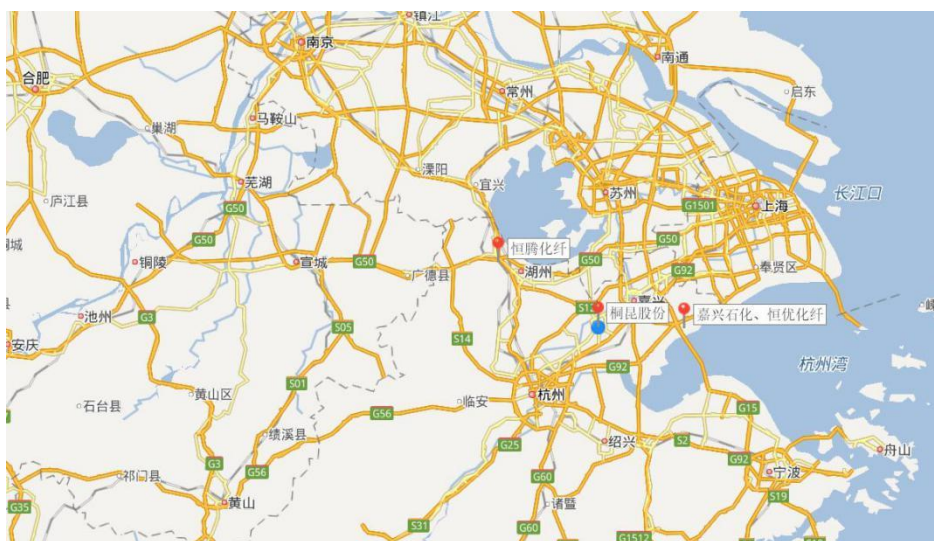 镇江
南京
南通
合肥
常州
启东
马鞍山
巢湖
溧阳
宜兴
芜湖
苏州
长江口
庐江县
G50
G1501
上海
G50
恒腾化纤
G50
铜陵
宣城
G50
广德县
湖州
G50
G92
奉贤区
嘉兴
桐昆股份
嘉兴石化、恒优化纤
池州
G3
S05
S14
安庆
杭州湾
G92
S01
黄山区
临安
杭州
石台县
G56
G15
绩溪县
G25
绍兴
S2
G92
舟山
G3
G56
祁门县
G60
宁波
黄山
诸暨
S19
G35
S31
G60
G1512